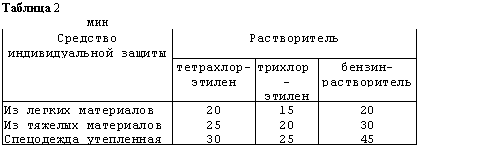 Таблица 2
мин
Средство индивидуальной защиты
Растворитель
тетрахлор-этилен
трихлор-этилен
бензин-растворитель
Из легких материалов 20 15 20
Из тяжелых материалов 25 20 30
Спецодежда утепленная 30 25 45